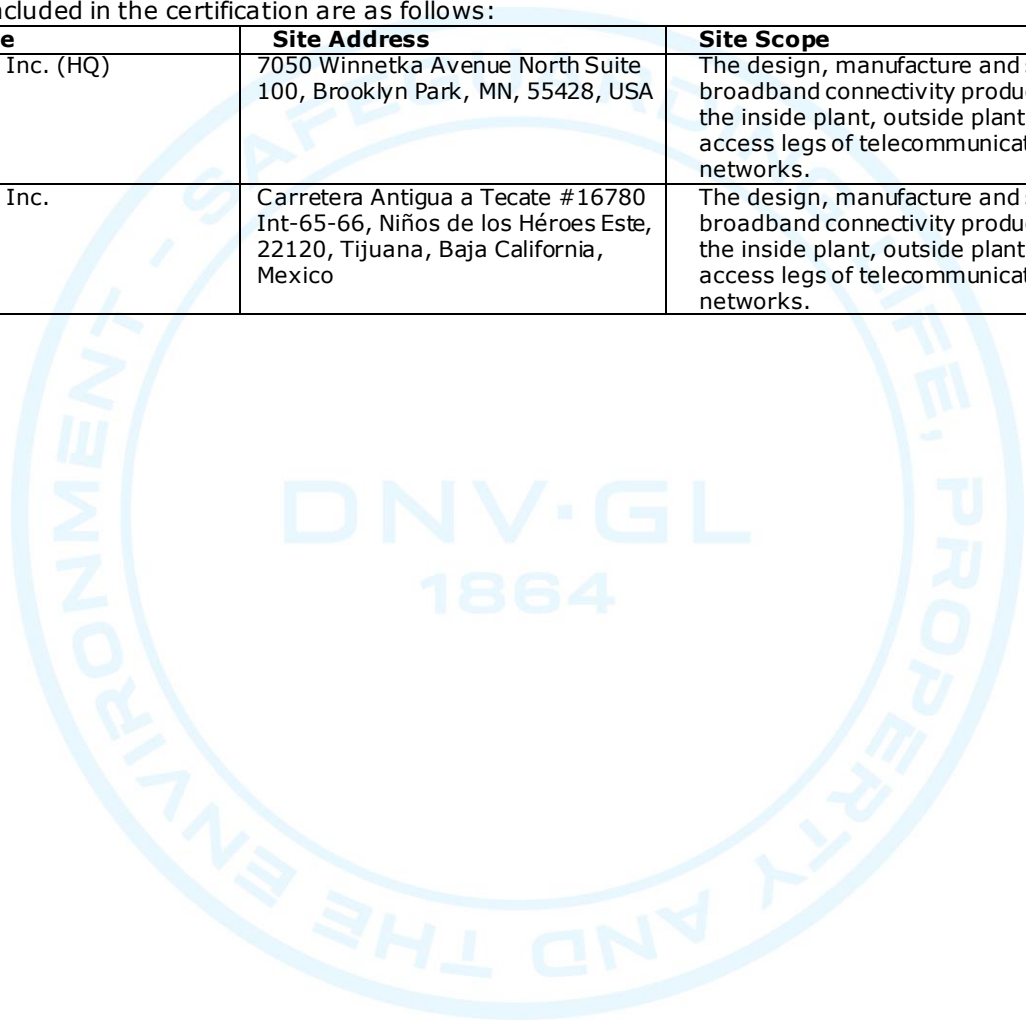 ncluded in the certification are as follows:
e
Site Address
Site Scope
Inc. (HQ)
7050 Winnetka Avenue North Suite
100, Brooklyn Park, MN, 55428, USA
The design, manufacture and
broadband connectivity produ
the inside plant, outside plant
access legs of telecommunicat
networks.
Inc.
Carretera Antigua a Tecate #16780
Int-65-66, Niños de los Héroes Este,
22120, Tijuana, Baja California,
Mexico
The design, manufacture and
broadband connectivity produ
the inside plant, outside plant
access legs of telecommunicat
networks.
SAFEGUARDING LIFE, PROPERTY AND THE ENVIRONMENT -
DNV·GL
1864